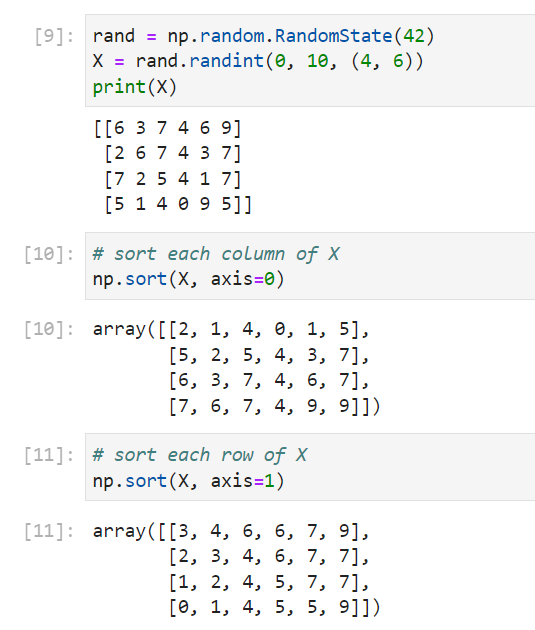 [9]: rand = np.random.RandomState(42)
X = rand.randint(0, 10, (4, 6))
print(X)
[[6 3 7 4 6 9]
 [2 6 7 4 3 7]
 [7 2 5 4 1 7]
 [5 1 4 0 9 5]]
[10]: # sort each column of X
np.sort(X, axis=0)
[10]: array([[2, 1, 4, 0, 1, 5],
       [5, 2, 5, 4, 3, 7],
       [6, 3, 7, 4, 6, 7],
       [7, 6, 7, 4, 9, 9]])
[11]: # sort each row of X
np.sort(X, axis=1)
[11]: array([[3, 4, 6, 6, 7, 9],
       [2, 3, 4, 6, 7, 7],
       [1, 2, 4, 5, 7, 7],
       [0, 1, 4, 5, 5, 9]])